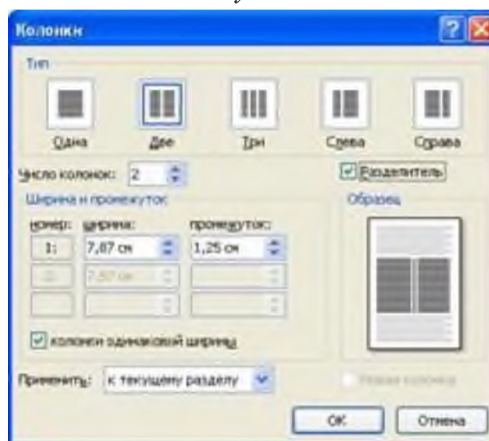 Колонки
Тип
Одна Две Три Слева Справа
Число колонок: 2 Разделитель
Ширина и промежуток Образец
номер: ширина: промежуток:
1: 7,87 см 1,25 см
2: 7,87 см
колонки одинаковой ширины
Применить: к текущему разделу Новая колонка
ОК Отмена